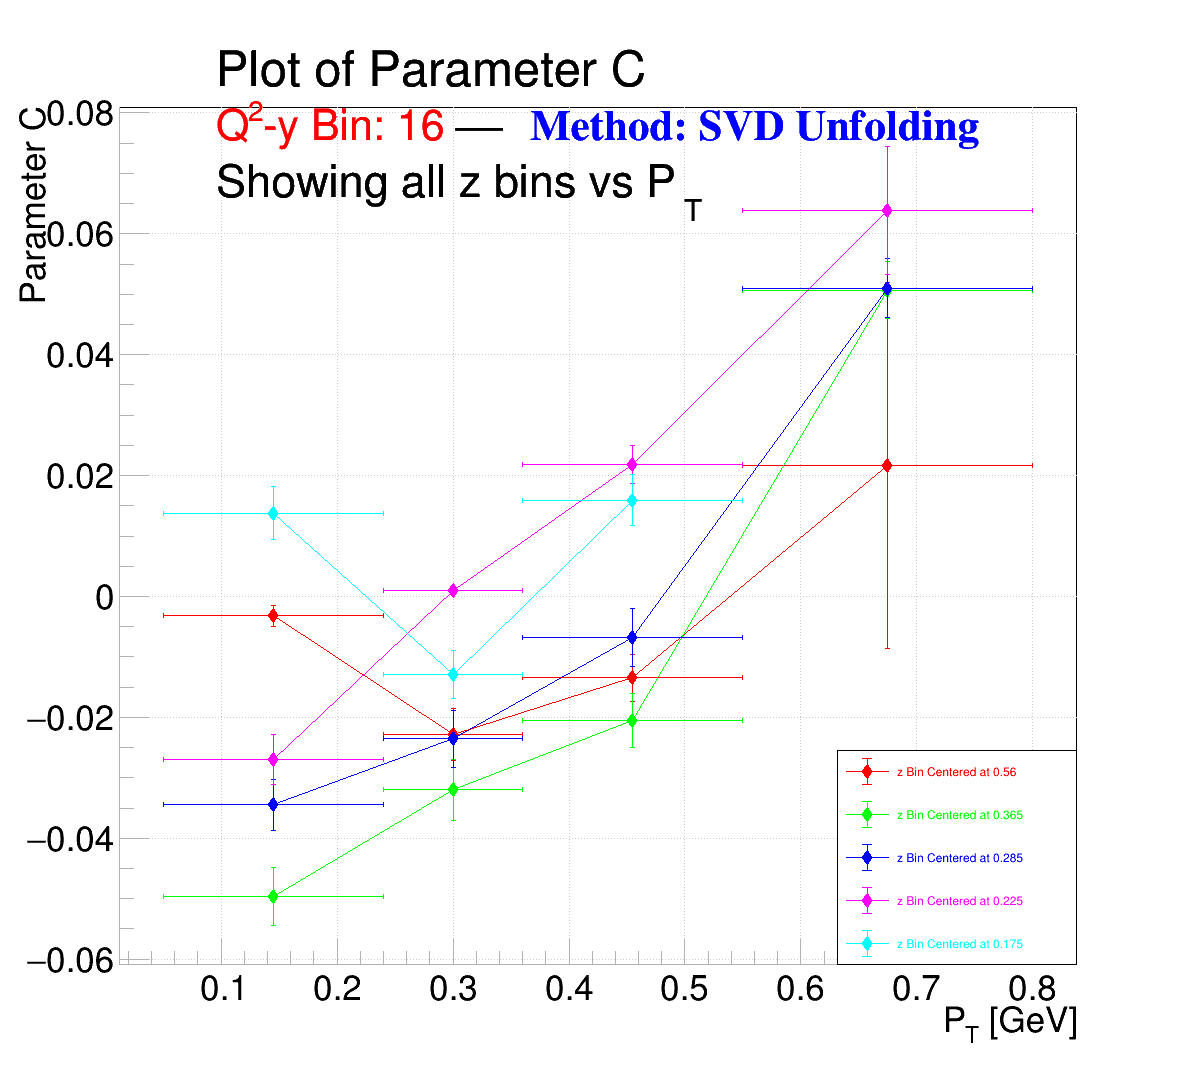 Plot of Parameter C
Q²-y Bin: 16 — Method: SVD Unfolding
Showing all z bins vs P_T
Parameter C
0.08
0.06
0.04
0.02
0
−0.02
−0.04
−0.06
z Bin Centered at 0.56
z Bin Centered at 0.365
z Bin Centered at 0.285
z Bin Centered at 0.225
z Bin Centered at 0.175
0.1 0.2 0.3 0.4 0.5 0.6 0.7 0.8
P_T [GeV]